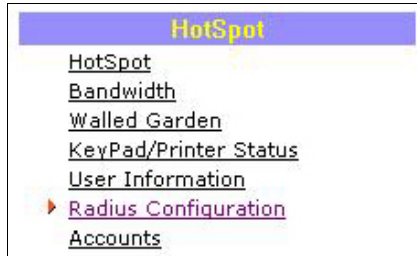 HotSpot
HotSpot
Bandwidth
Walled Garden
KeyPad/Printer Status
User Information
Radius Configuration
Accounts